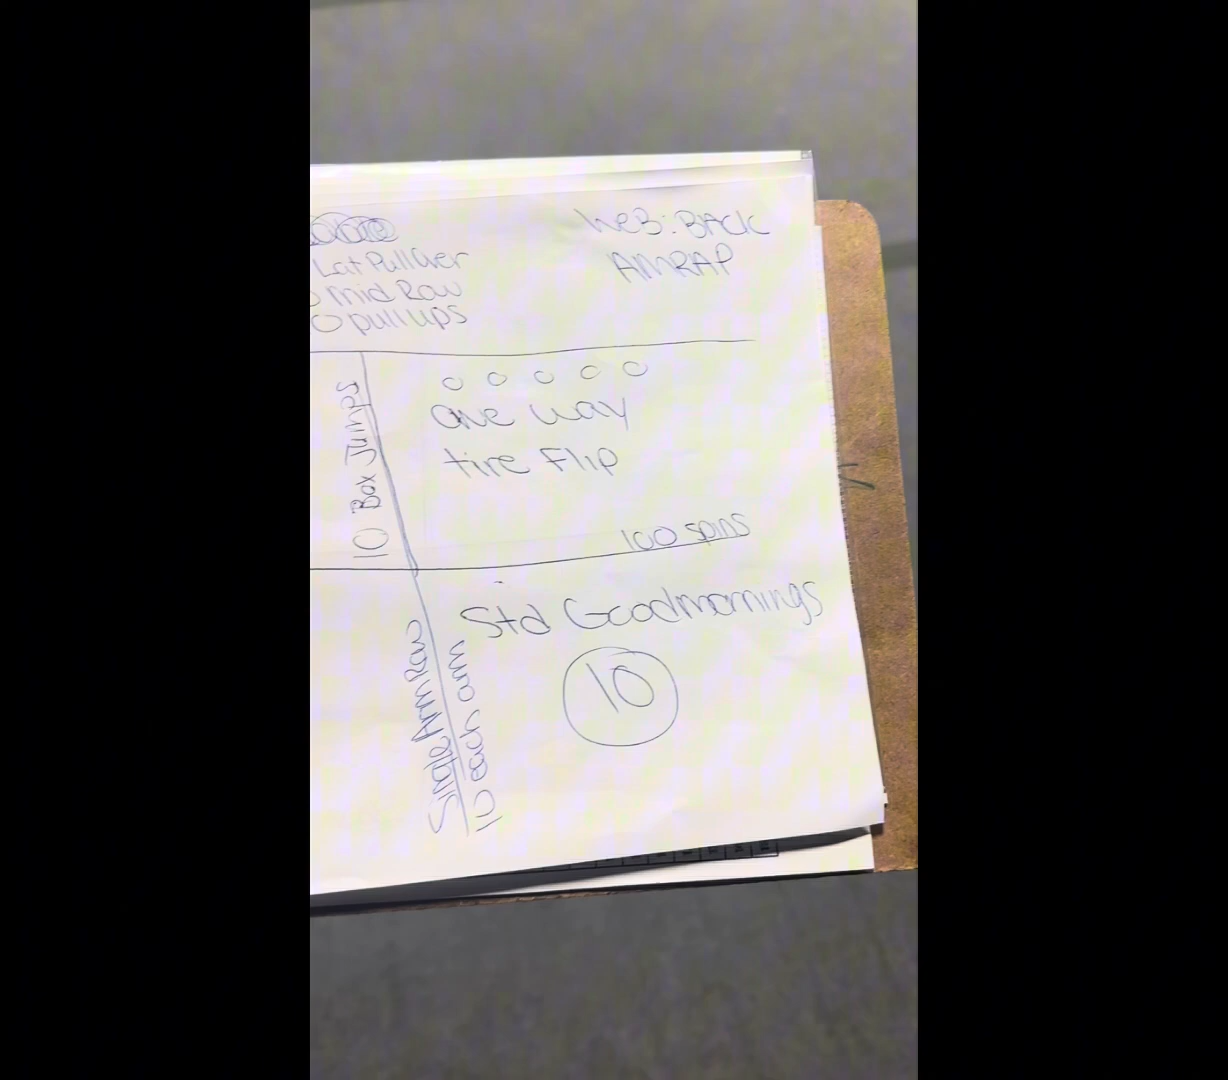 Lat Pullover
Mid Row
0 pull ups
WeB: BACK
AMRAP
10 Box Jumps
one way
tire Flip
100 spins
Single Arm Row
10 each arm
Std Goodmornings
10